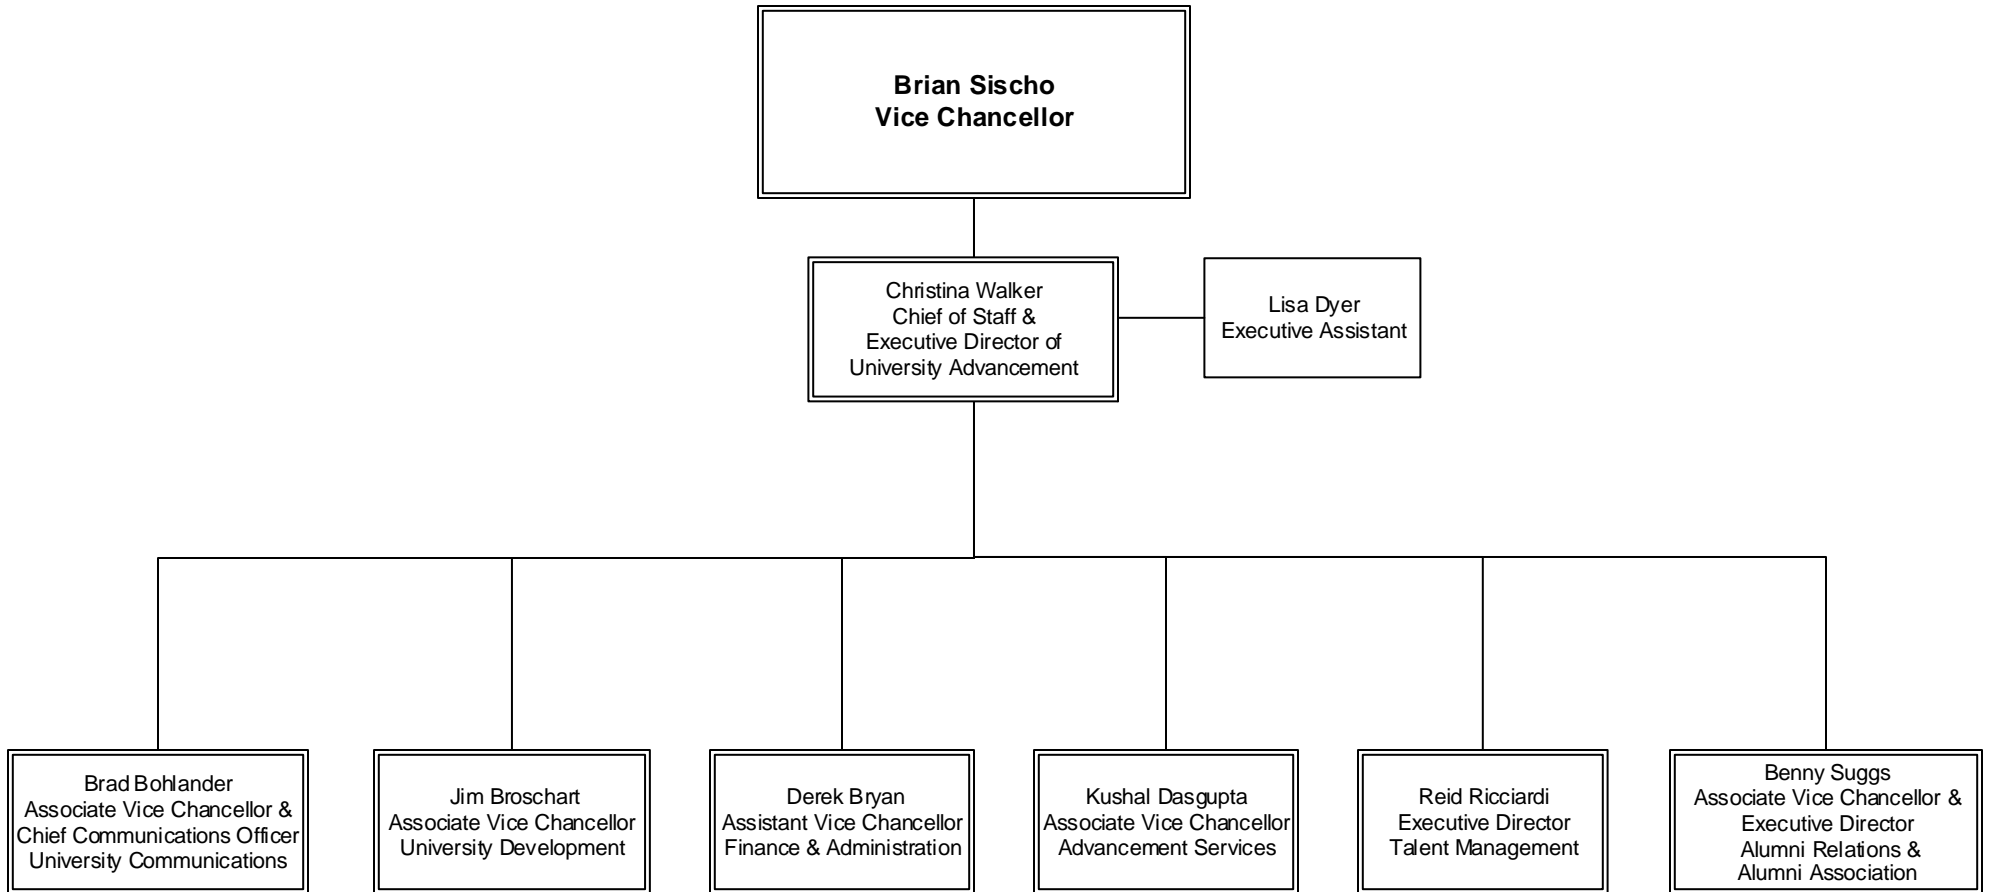 Brian Sischo
Vice Chancellor
Christina Walker
Chief of Staff &
Executive Director of
University Advancement
Lisa Dyer
Executive Assistant
Brad Bohlander
Associate Vice Chancellor &
Chief Communications Officer
University Communications
Jim Broschart
Associate Vice Chancellor
University Development
Derek Bryan
Assistant Vice Chancellor
Finance & Administration
Kushal Dasgupta
Associate Vice Chancellor
Advancement Services
Reid Ricciardi
Executive Director
Talent Management
Benny Suggs
Associate Vice Chancellor &
Executive Director
Alumni Relations &
Alumni Association